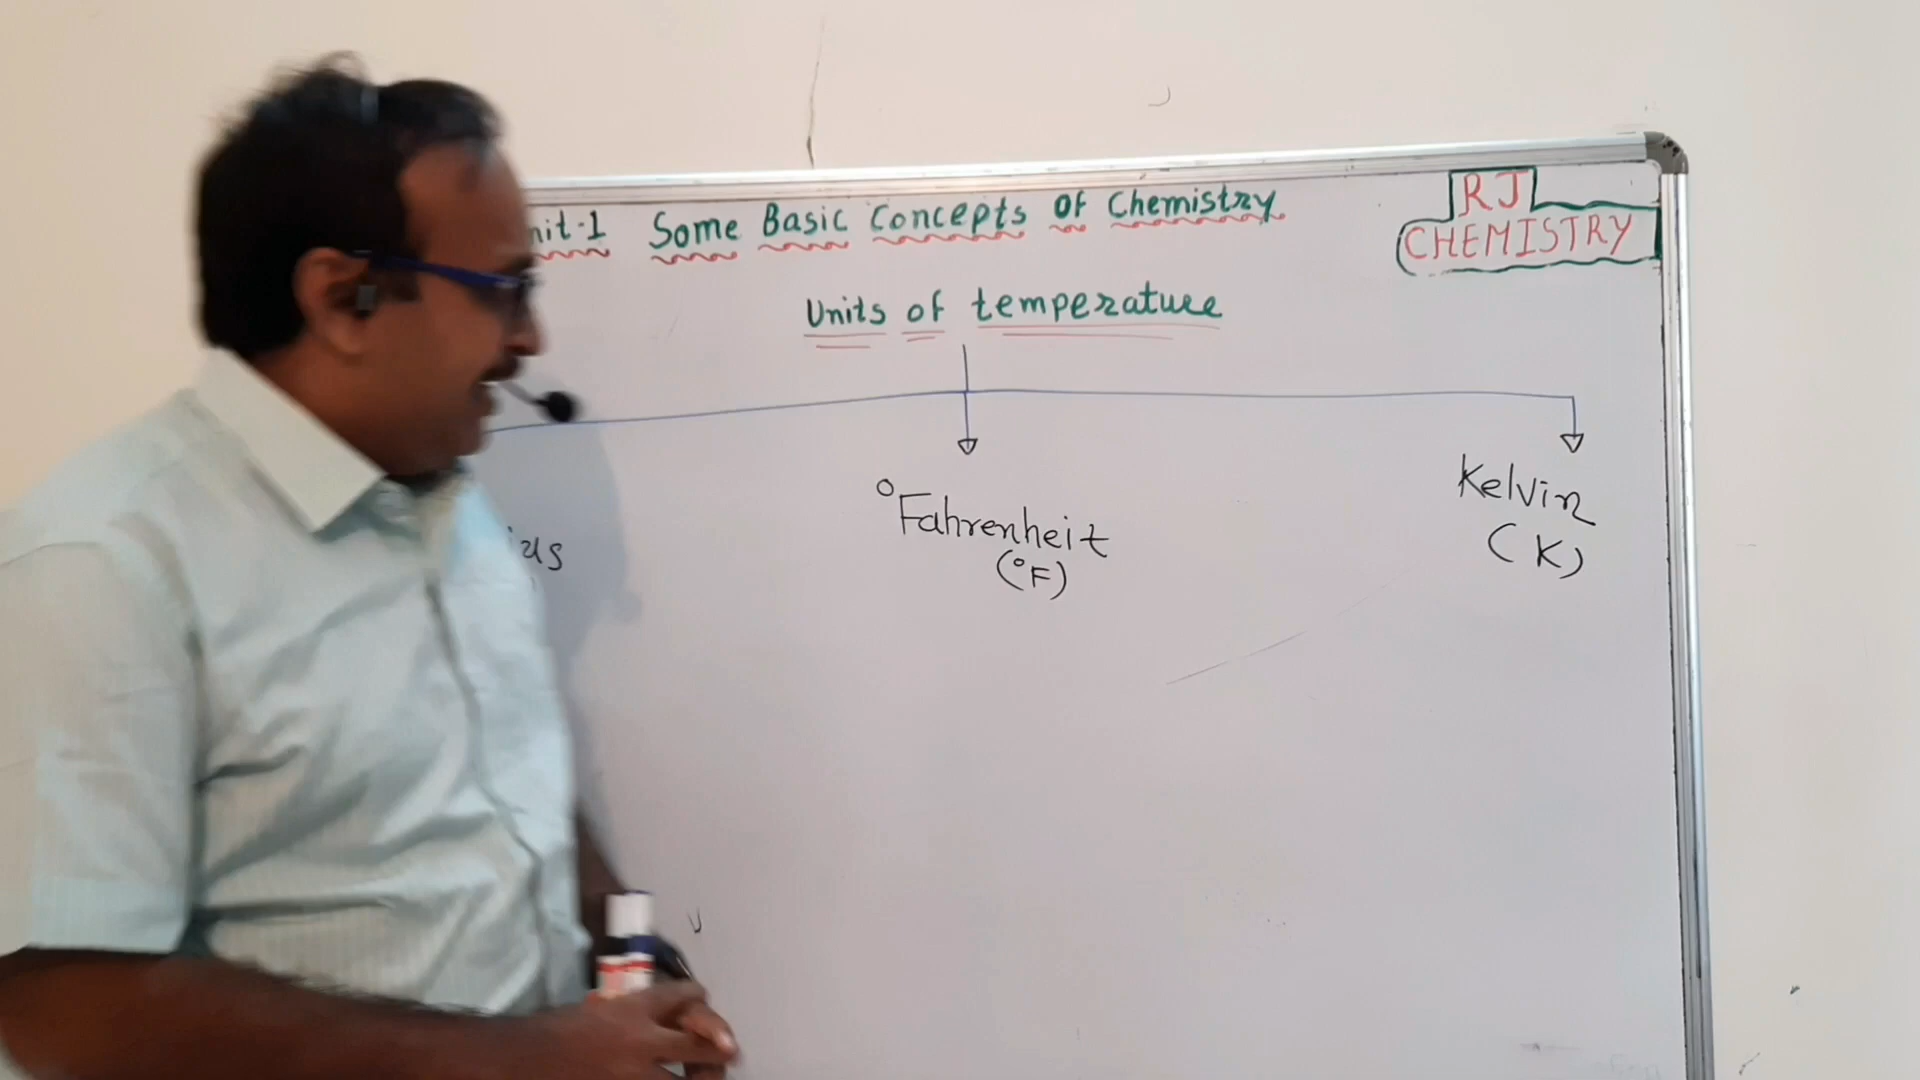 nit-1 Some Basic Concepts Of Chemistry
RJ
CHEMISTRY
Units of temperature
ius
°Fahrenheit
(°F)
Kelvin
(K)